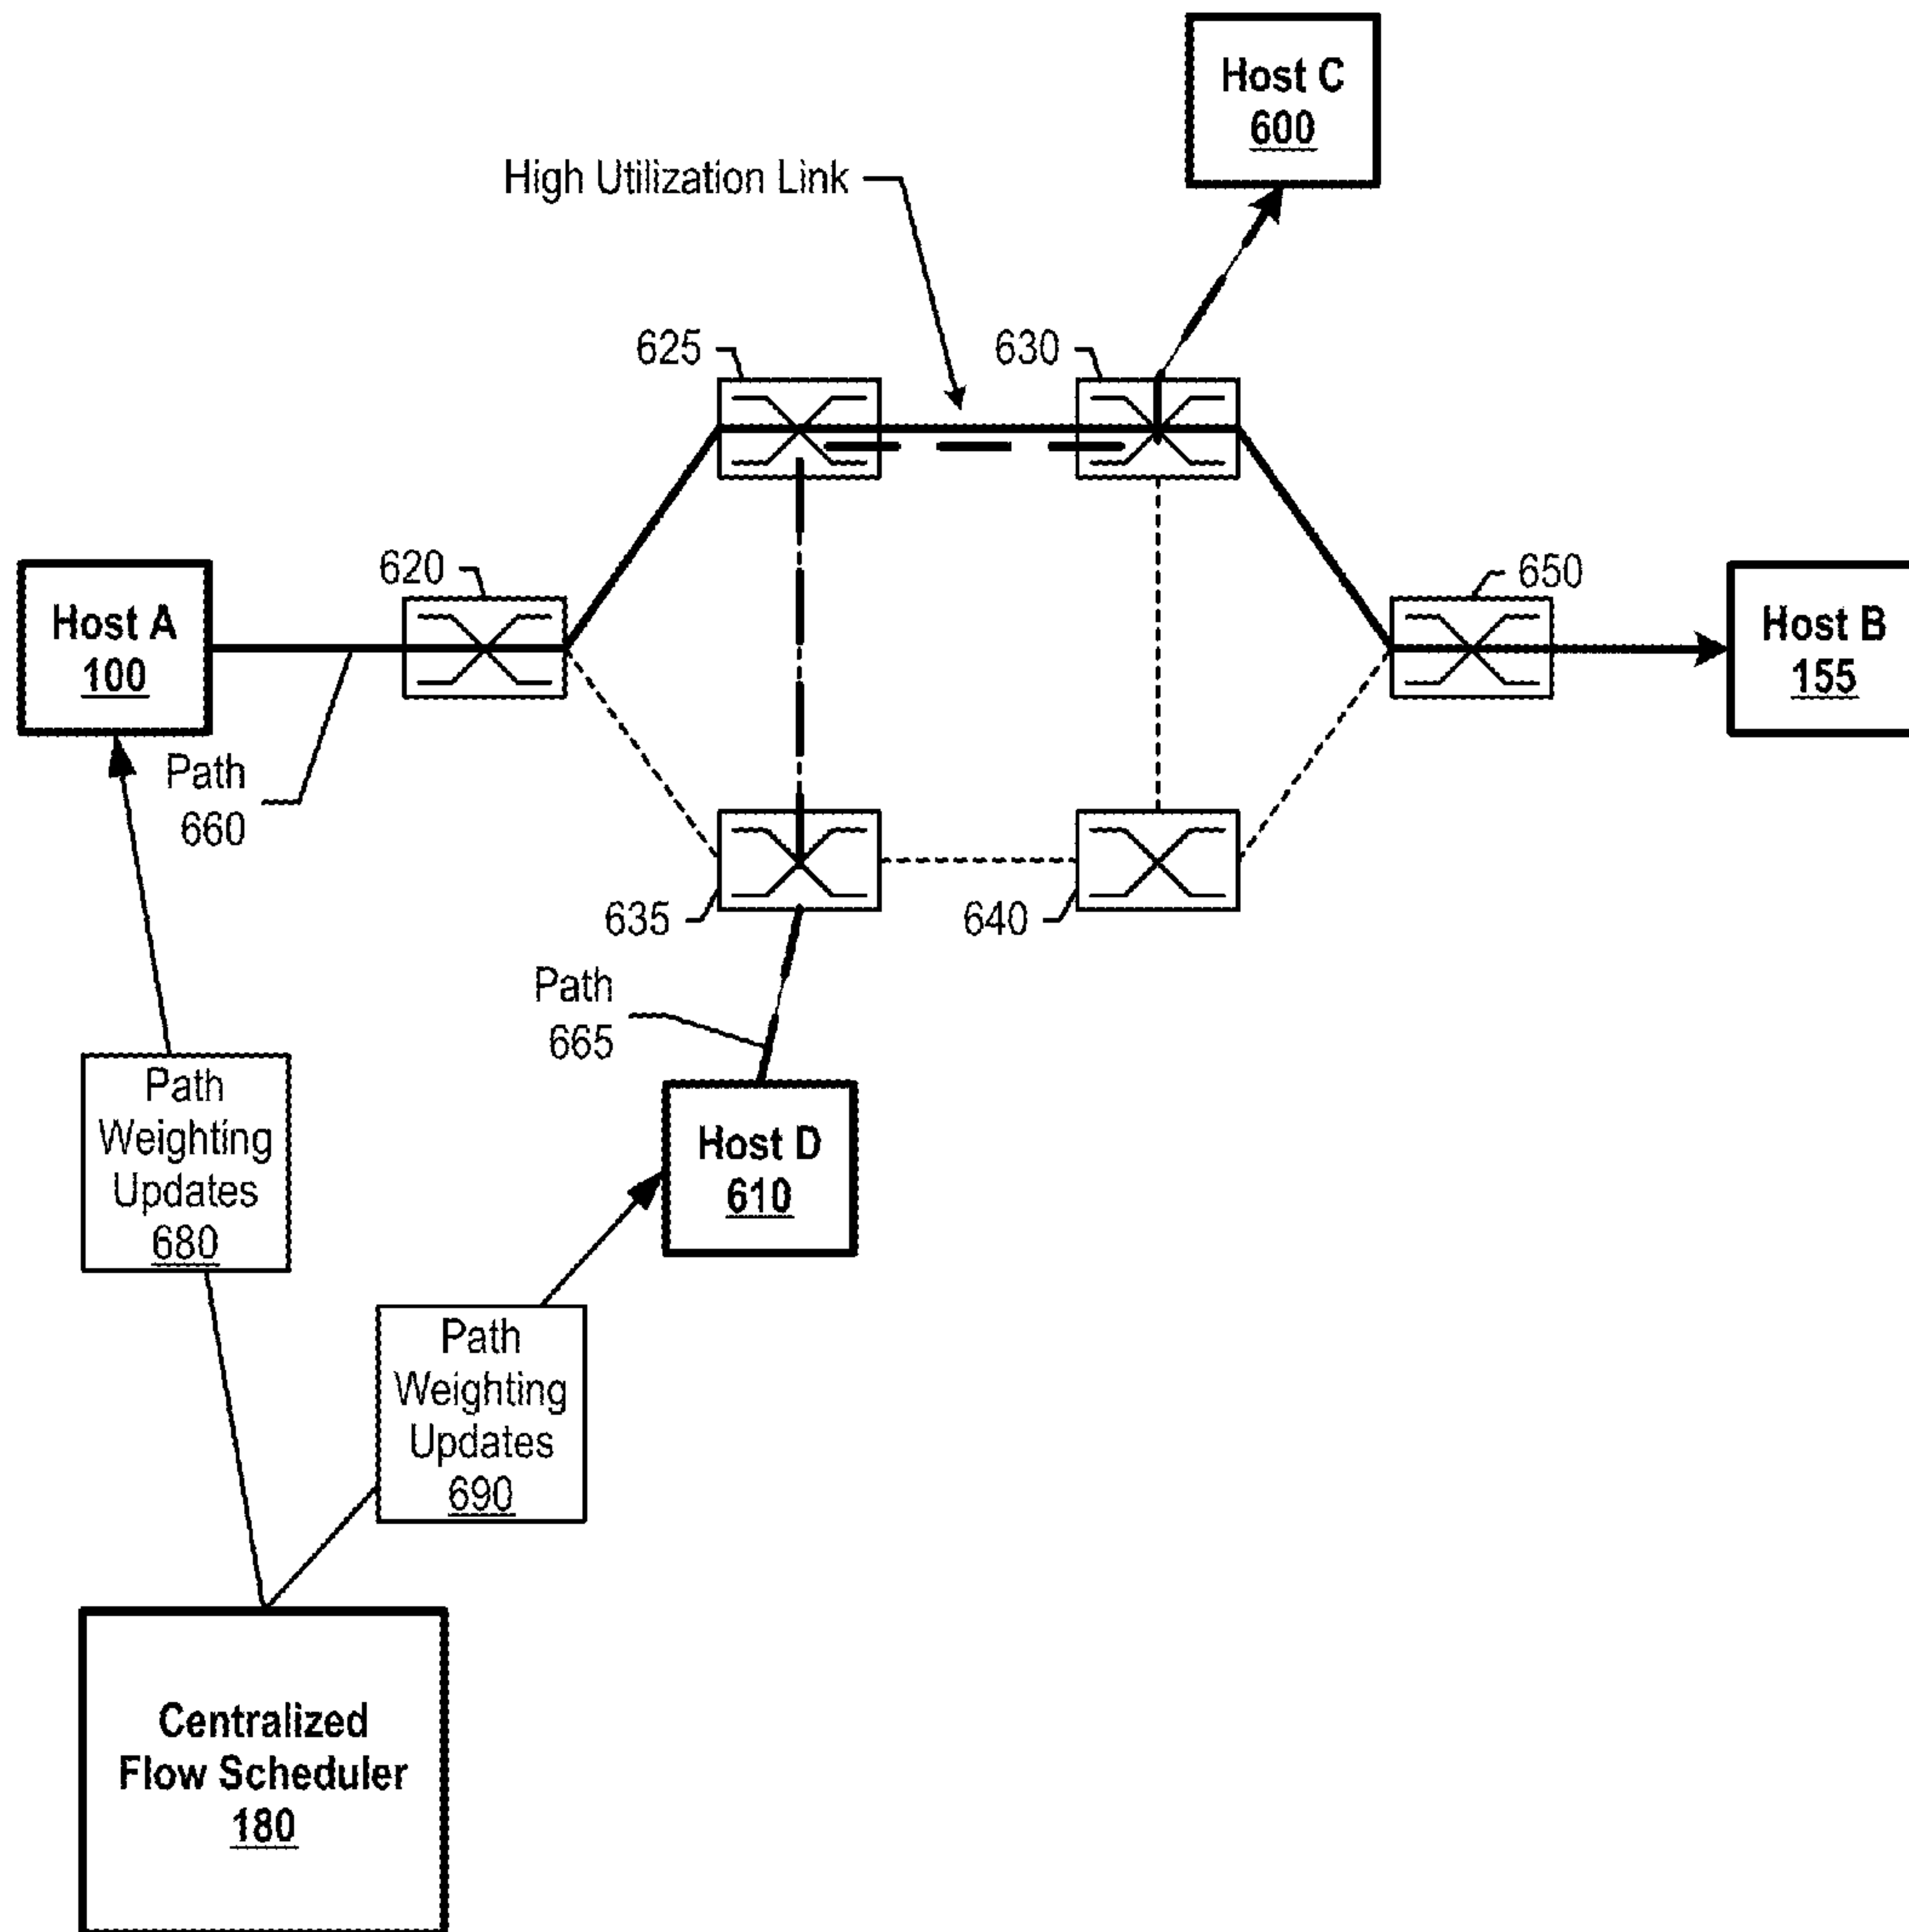 Host C
600
High Utilization Link
625
630
620
650
Host A
100
Host B
155
Path
660
635
640
Path
665
Path
Weighting
Updates
680
Host D
610
Path
Weighting
Updates
690
Centralized
Flow Scheduler
180